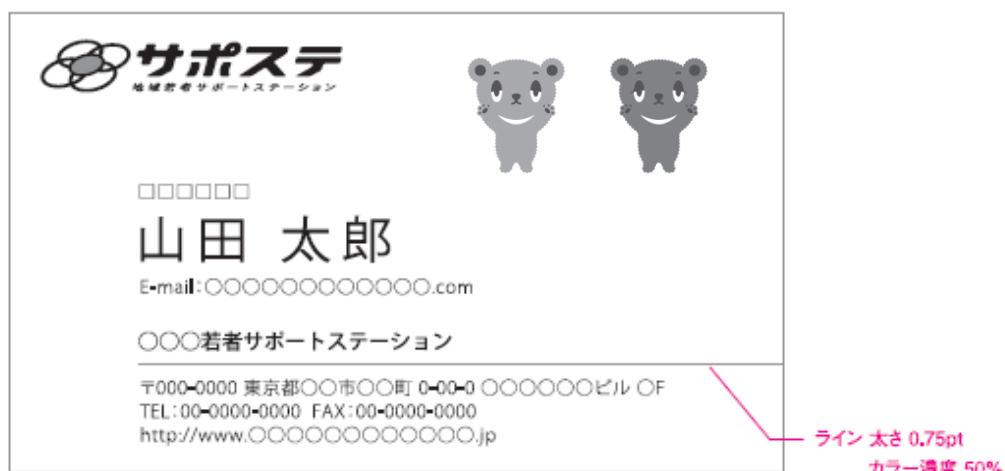 サポステ
地域若者サポートステーション
□□□□□□
山田 太郎
E-mail:○○○○○○○○○○○○.com
○○○若者サポートステーション
〒000-0000 東京都○○市○○町 0-00-0 ○○○○○○ビル ○F
TEL:00-0000-0000 FAX:00-0000-0000
http://www.○○○○○○○○○○○○.jp
ライン 太さ 0.75pt
カラー濃度 50%